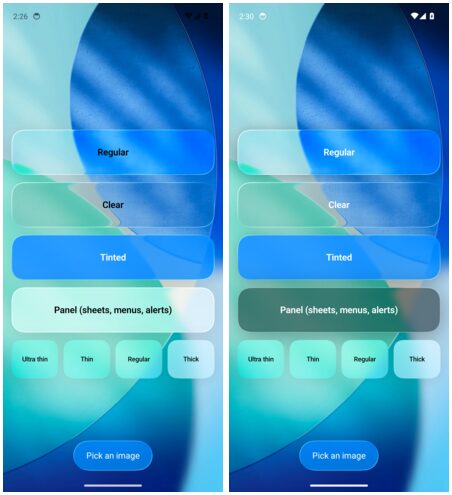 2:26
Regular
Clear
Tinted
Panel (sheets, menus, alerts)
Ultra thin
Thin
Regular
Thick
Pick an image
2:30
Regular
Clear
Tinted
Panel (sheets, menus, alerts)
Ultra thin
Thin
Regular
Thick
Pick an image